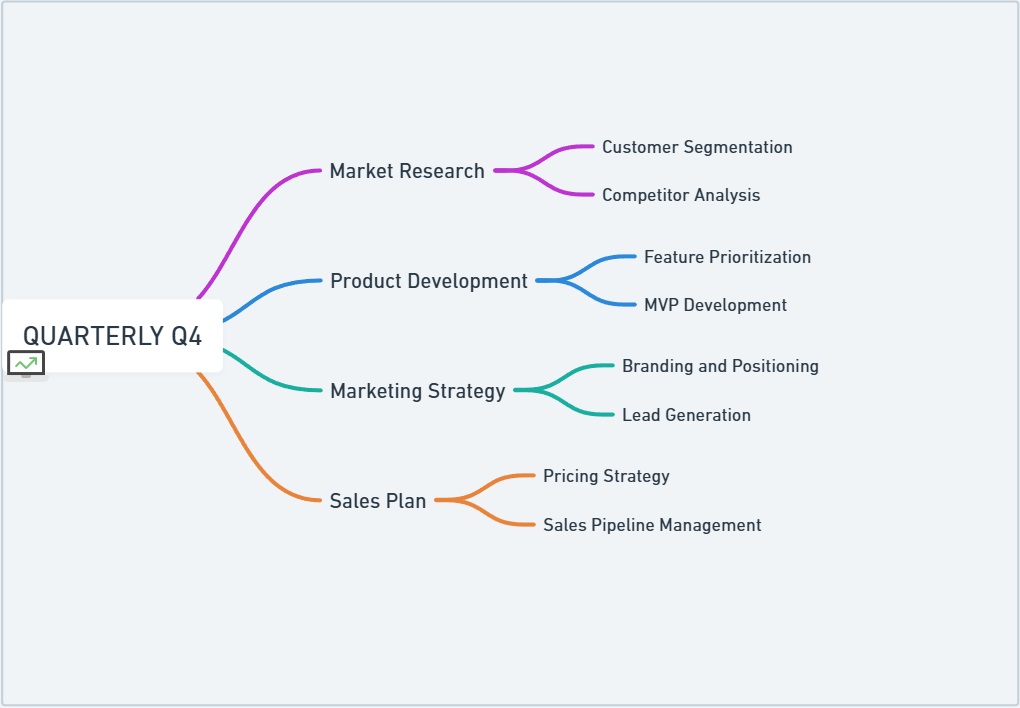 QUARTERLY Q4
Market Research
Customer Segmentation
Competitor Analysis
Product Development
Feature Prioritization
MVP Development
Marketing Strategy
Branding and Positioning
Lead Generation
Sales Plan
Pricing Strategy
Sales Pipeline Management